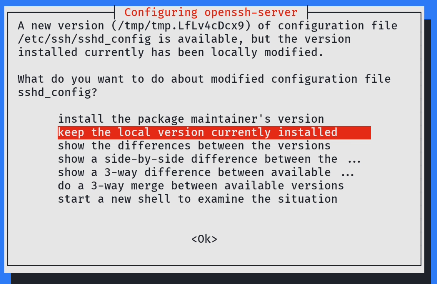 Configuring openssh-server
A new version (/tmp/tmp.LfLv4cDcx9) of configuration file
/etc/ssh/sshd_config is available, but the version
installed currently has been locally modified.
What do you want to do about modified configuration file
sshd_config?
install the package maintainer's version
keep the local version currently installed
show the differences between the versions
show a side-by-side difference between the ...
show a 3-way difference between available ...
do a 3-way merge between available versions
start a new shell to examine the situation
<Ok>